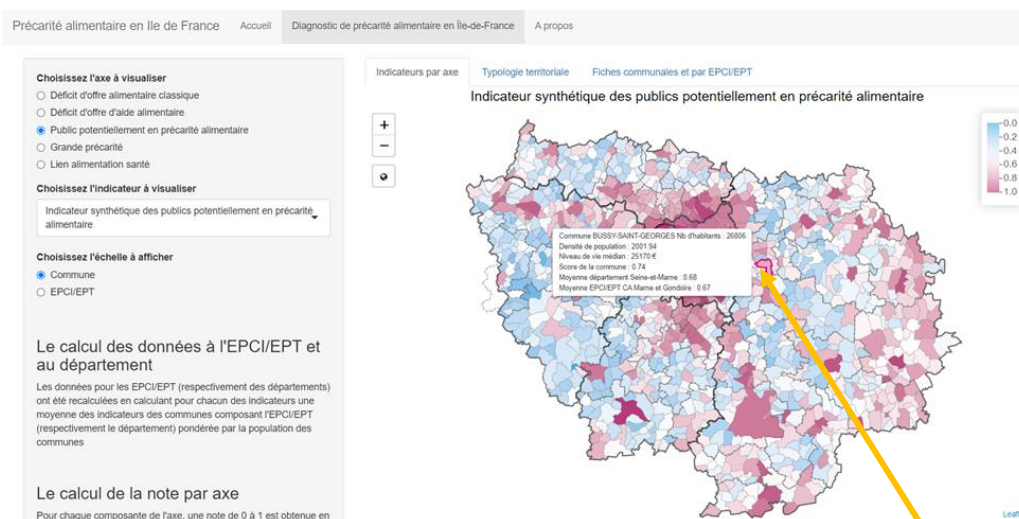 Précarité alimentaire en Ile de France Accueil Diagnostic de précarité alimentaire en Île-de-France A propos
Choisissez l'axe à visualiser
Déficit d'offre alimentaire classique
Déficit d'offre d'aide alimentaire
Public potentiellement en précarité alimentaire
Grande précarité
Lien alimentation santé
Choisissez l'indicateur à visualiser
Indicateur synthétique des publics potentiellement en précarité
alimentaire
Choisissez l'échelle à afficher
Commune
EPCI/EPT
Le calcul des données à l'EPCI/EPT et
au département
Les données pour les EPCI/EPT (respectivement des départements)
ont été recalculées en calculant pour chacun des indicateurs une
moyenne des indicateurs des communes composant l'EPCI/EPT
(respectivement le département) pondérée par la population des
communes
Le calcul de la note par axe
Pour chaque composante de l'axe, une note de 0 à 1 est obtenue en
Indicateurs par axe Typologie territoriale Fiches communales et par EPCI/EPT
Indicateur synthétique des publics potentiellement en précarité alimentaire
+
−
0.0
0.2
0.4
0.6
0.8
1.0
Commune BUSSY-SAINT-GEORGES Nb d'habitants : 26806
Densité de population : 2001.94
Niveau de vie médian : 25170 €
Score de la commune : 0.74
Moyenne département Seine-et-Marne : 0.68
Moyenne EPCI/EPT CA Marne et Gondoire : 0.67
Leaf